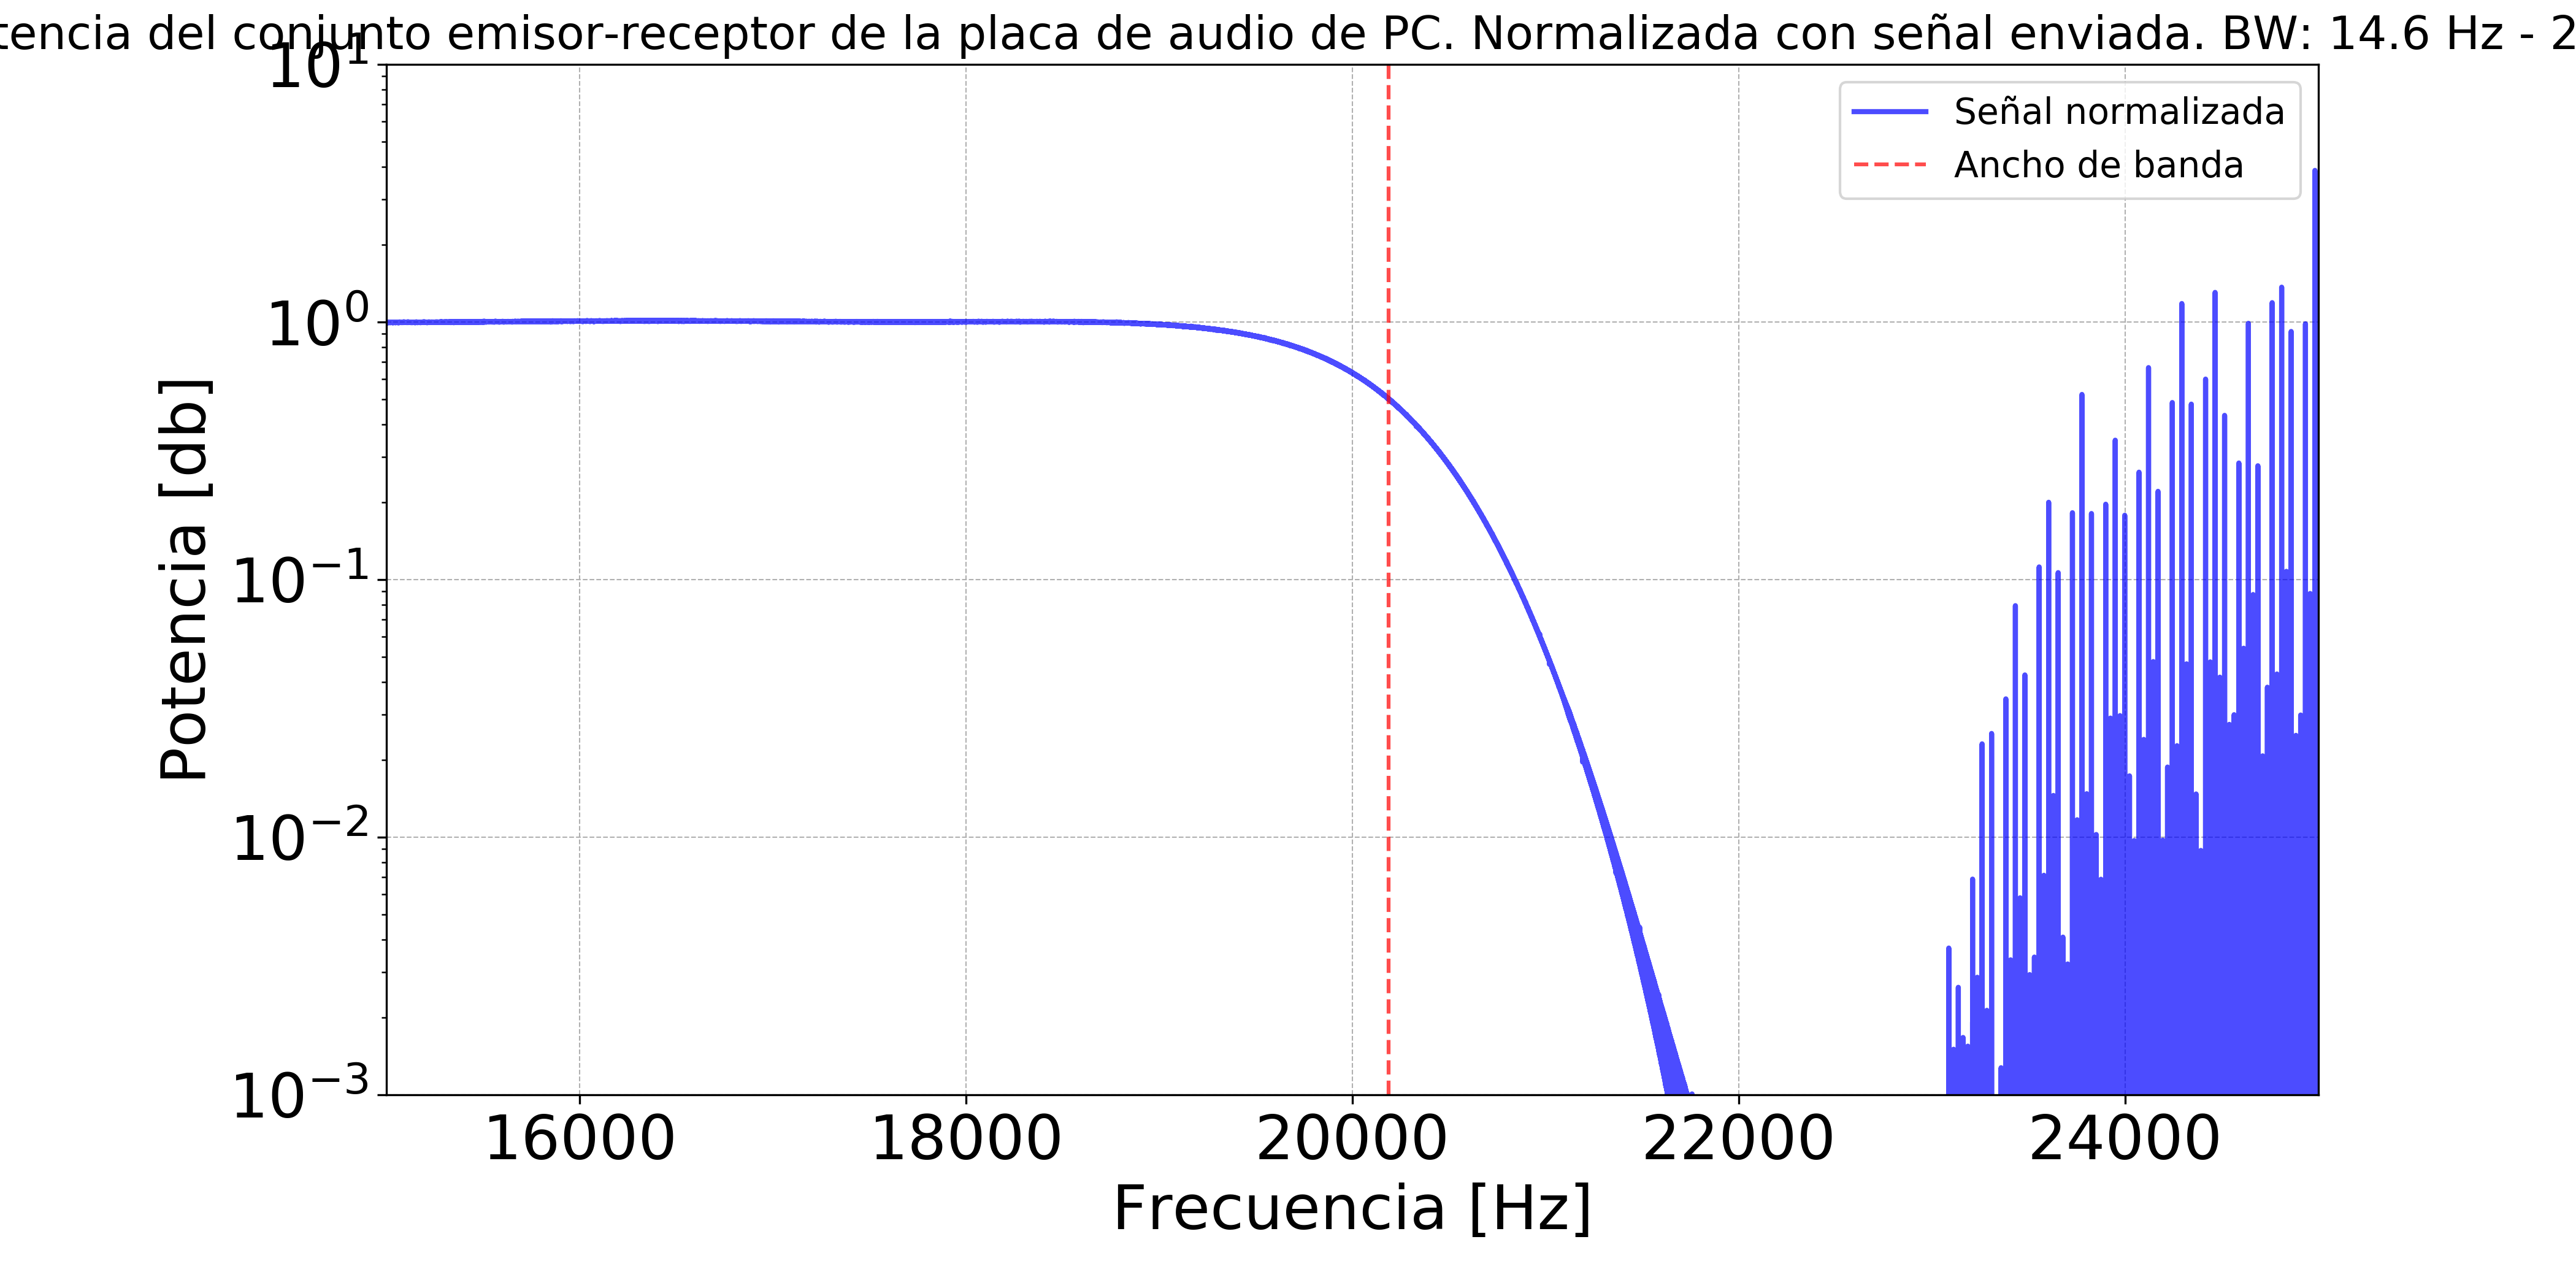 tencia del conjunto emisor-receptor de la placa de audio de PC. Normalizada con señal enviada. BW: 14.6 Hz - 2
10¹
Señal normalizada
Ancho de banda
10⁰
10⁻¹
10⁻²
10⁻³
Potencia [db]
16000 18000 20000 22000 24000
Frecuencia [Hz]